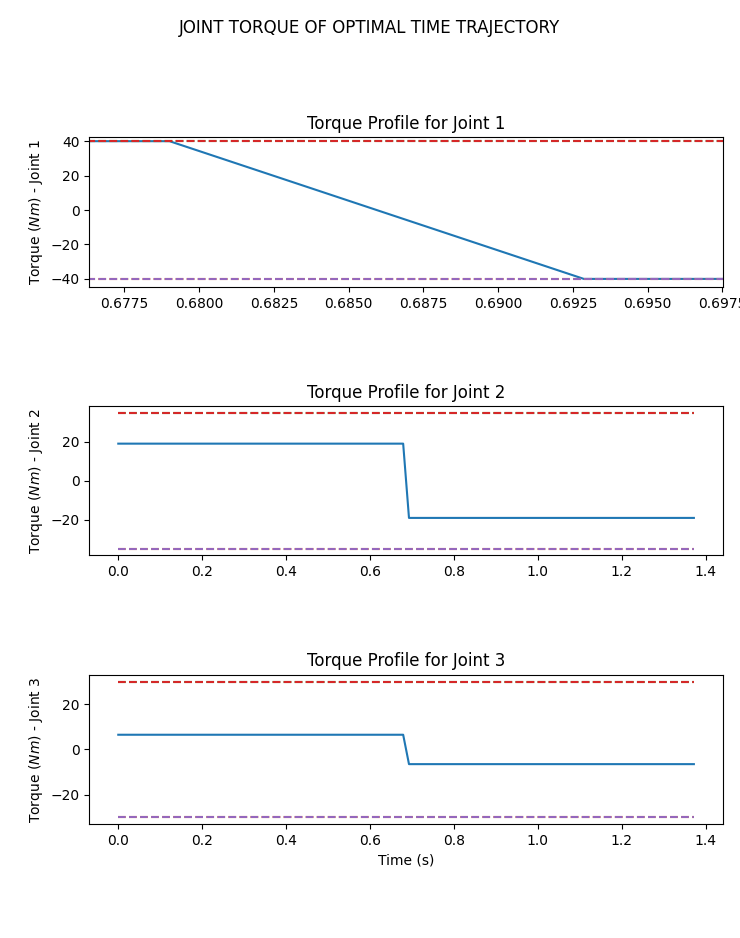 JOINT TORQUE OF OPTIMAL TIME TRAJECTORY
Torque Profile for Joint 1
Torque (Nm) - Joint 1
40
20
0
−20
−40
0.6775 0.6800 0.6825 0.6850 0.6875 0.6900 0.6925 0.6950 0.6975
Torque Profile for Joint 2
Torque (Nm) - Joint 2
20
0
−20
0.0 0.2 0.4 0.6 0.8 1.0 1.2 1.4
Torque Profile for Joint 3
Torque (Nm) - Joint 3
20
0
−20
0.0 0.2 0.4 0.6 0.8 1.0 1.2 1.4
Time (s)